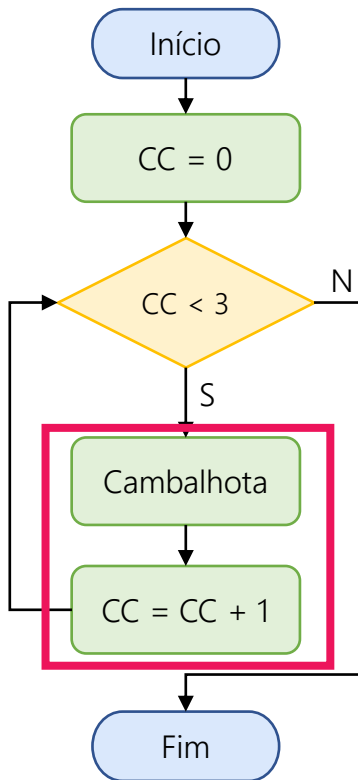 Início
CC = 0
CC < 3
N
S
Cambalhota
CC = CC + 1
Fim